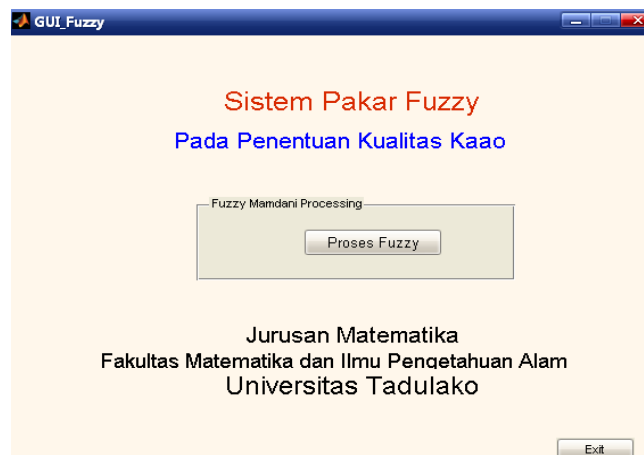 GUI_Fuzzy
Sistem Pakar Fuzzy
Pada Penentuan Kualitas Kaao
Fuzzy Mamdani Processing
Proses Fuzzy
Jurusan Matematika
Fakultas Matematika dan Ilmu Pengetahuan Alam
Universitas Tadulako
Exit